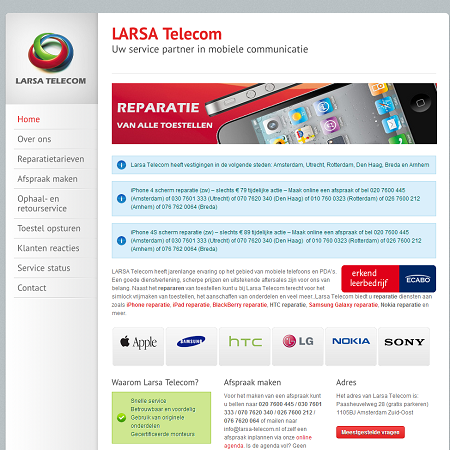 LARSA TELECOM
Home
Over ons
Reparatietarieven
Afspraak maken
Ophaal- en
retourservice
Toestel opsturen
Klanten reacties
Service status
Contact
LARSA Telecom
Uw service partner in mobiele communicatie
REPARATIE
VAN ALLE TOESTELLEN
Larsa Telecom heeft vestigingen in de volgende steden: Amsterdam, Utrecht, Rotterdam, Den Haag, Breda en Arnhem
iPhone 4 scherm reparatie (zw) – slechts € 79 tijdelijke actie – Maak online een afspraak of bel 020 7600 445
(Amsterdam) of 030 7601 333 (Utrecht) of 070 7620 340 (Den Haag) of 010 760 0323 (Rotterdam) of 026 7600 212
(Arnhem) of 076 762 0064 (Breda)
iPhone 4S scherm reparatie (zw) – slechts € 89 tijdelijke actie – Maak online een afspraak of bel 020 7600 445
(Amsterdam) of 030 7601 333 (Utrecht) of 070 7620 340 (Den Haag) of 010 760 0323 (Rotterdam) of 026 7600 212
(Arnhem) of 076 762 0064 (Breda)
LARSA Telecom heeft jarenlange ervaring op het gebied van mobiele telefoons en PDA's.
Een goede dienstverlening, scherpe prijzen en uitstekende aftersales zijn voor ons van
belang. Naast het repareren van toestellen kunt u bij Larsa Telecom terecht voor het
simlock vrijmaken van toestellen, het aanschaffen van onderdelen en veel meer. Larsa Telecom biedt u reparatie diensten aan
zoals iPhone reparatie, iPad reparatie, BlackBerry reparatie, HTC reparatie, Samsung Galaxy reparatie, Nokia reparatie en
meer.
erkend
leerbedrijf
ECABO
Apple
SAMSUNG
hTC
LG
NOKIA
SONY
Waarom Larsa Telecom?
Snelle service
Betrouwbaar en voordelig
Gebruik van originele
onderdelen
Gecertificeerde monteurs
Afspraak maken
Voor het maken van een afspraak kunt
u bellen naar 020 7600 445 / 030 7601
333 / 070 7620 340 / 026 7600 212 /
076 7620 064 of mailen naar
info@larsa-telecom.nl of zelf een
afspraak inplannen via onze online
agenda. Is de agenda vol? Geen
Adres
Het adres van Larsa Telecom is:
Paasheuvelweg 28 (gratis parkeren)
1105BJ Amsterdam Zuid-Oost
Meestgestelde vragen